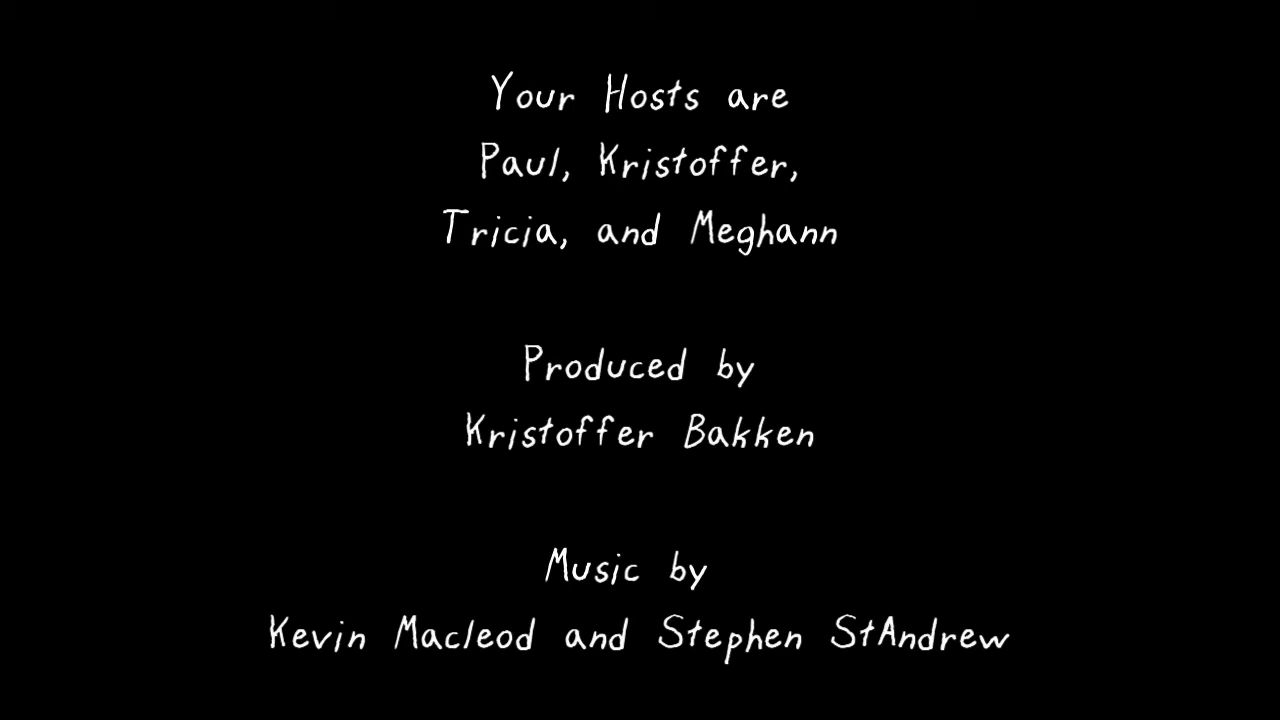 Your Hosts are
Paul, Kristoffer,
Tricia, and Meghann
Produced by
Kristoffer Bakken
Music by
Kevin Macleod and Stephen StAndrew